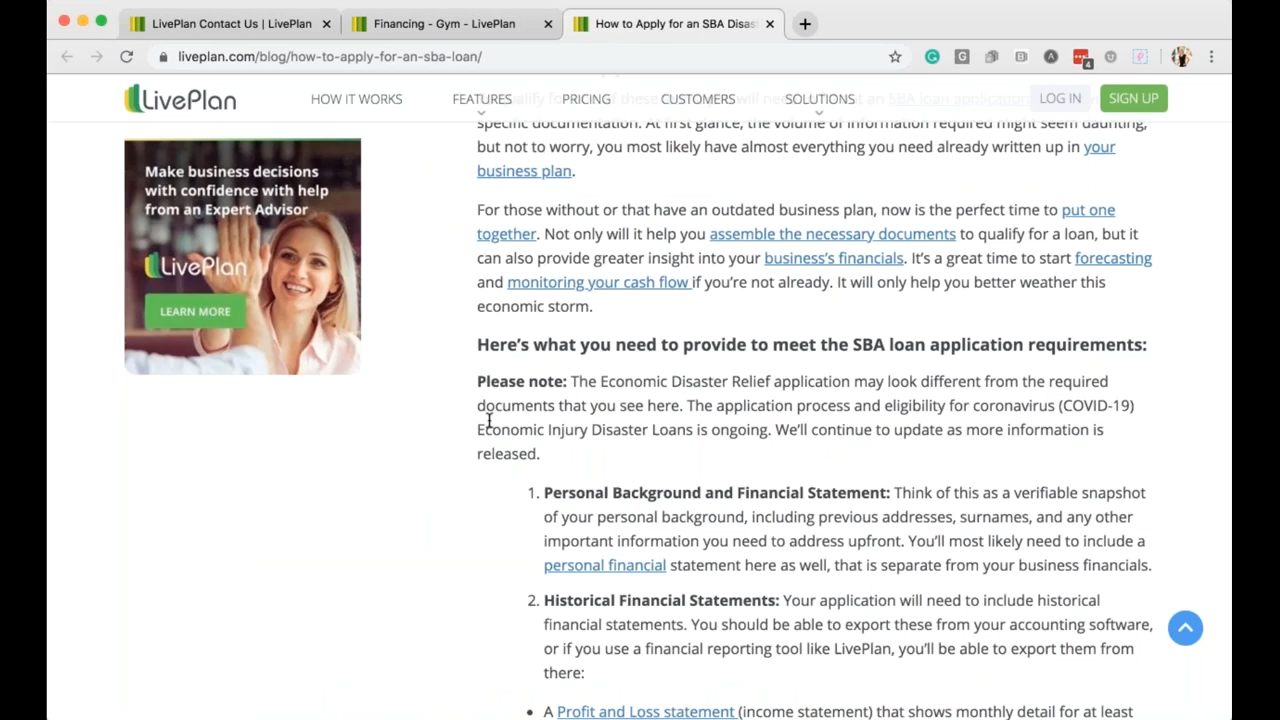 LivePlan Contact Us | LivePlan
Financing - Gym - LivePlan
How to Apply for an SBA Disas
liveplan.com/blog/how-to-apply-for-an-sba-loan/
4
LivePlan
HOW IT WORKS
FEATURES
PRICING
CUSTOMERS
SOLUTIONS
LOG IN
SIGN UP
SBA loan application
specific documentation. At first glance, the volume of information required might seem daunting,
but not to worry, you most likely have almost everything you need already written up in your
business plan.
Make business decisions
with confidence with help
from an Expert Advisor
LivePlan
LEARN MORE
For those without or that have an outdated business plan, now is the perfect time to put one
together. Not only will it help you assemble the necessary documents to qualify for a loan, but it
can also provide greater insight into your business's financials. It's a great time to start forecasting
and monitoring your cash flow if you're not already. It will only help you better weather this
economic storm.
Here's what you need to provide to meet the SBA loan application requirements:
Please note: The Economic Disaster Relief application may look different from the required
documents that you see here. The application process and eligibility for coronavirus (COVID-19)
Economic Injury Disaster Loans is ongoing. We'll continue to update as more information is
released.
1. Personal Background and Financial Statement: Think of this as a verifiable snapshot
of your personal background, including previous addresses, surnames, and any other
important information you need to address upfront. You'll most likely need to include a
personal financial statement here as well, that is separate from your business financials.
2. Historical Financial Statements: Your application will need to include historical
financial statements. You should be able to export these from your accounting software,
or if you use a financial reporting tool like LivePlan, you'll be able to export them from
there:
• A Profit and Loss statement (income statement) that shows monthly detail for at least